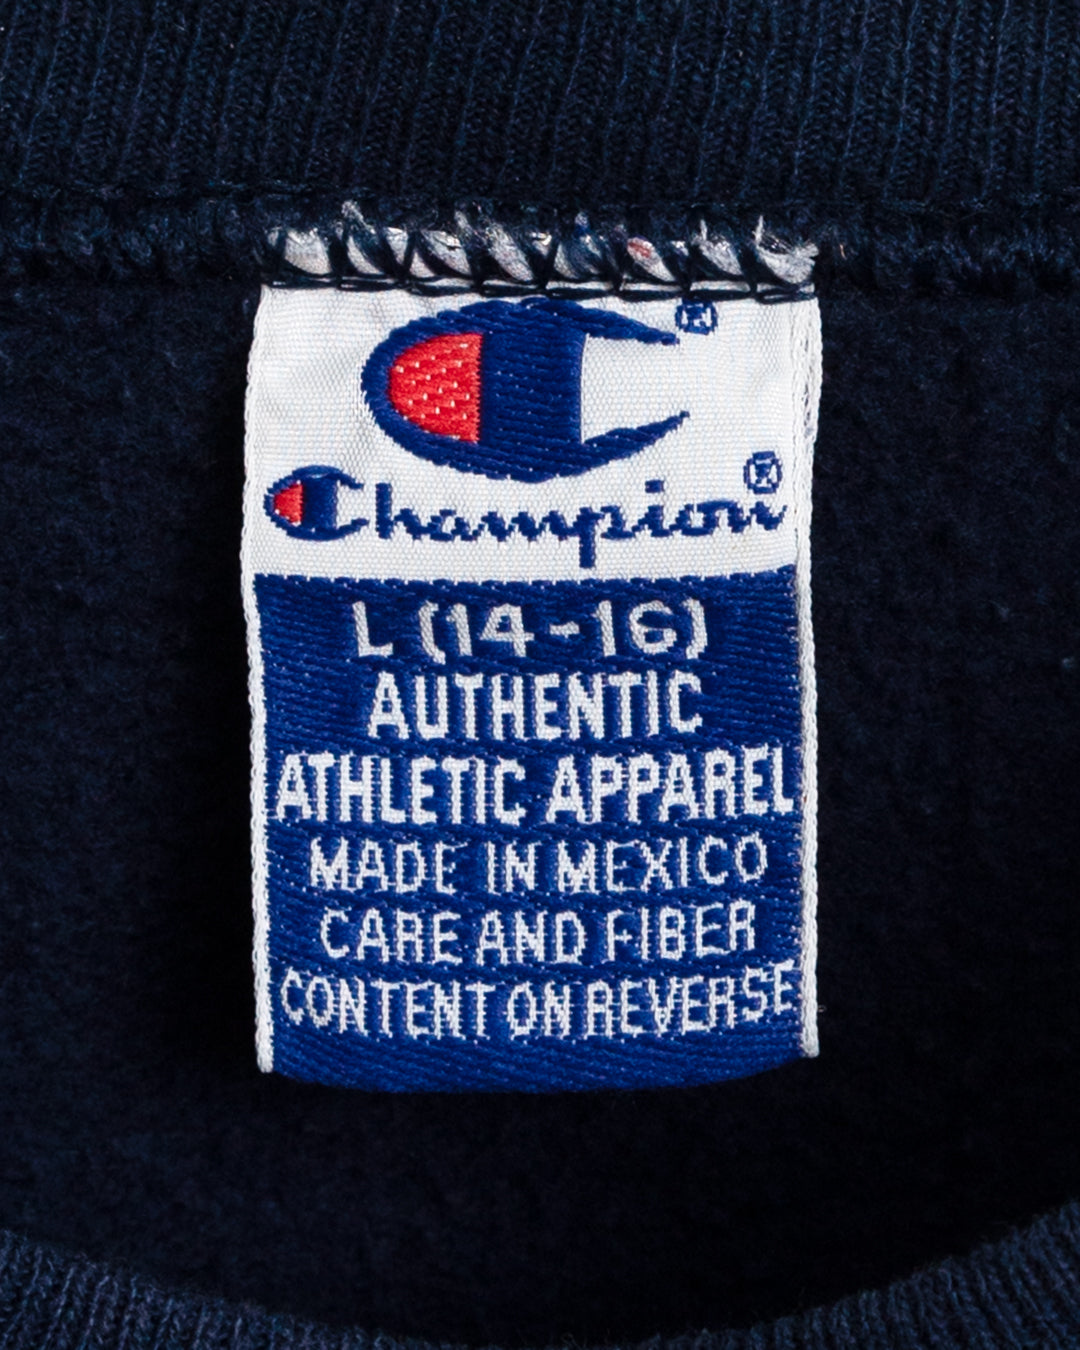 ®
Champion®
L (14-16)
AUTHENTIC
ATHLETIC APPAREL
MADE IN MEXICO
CARE AND FIBER
CONTENT ON REVERSE